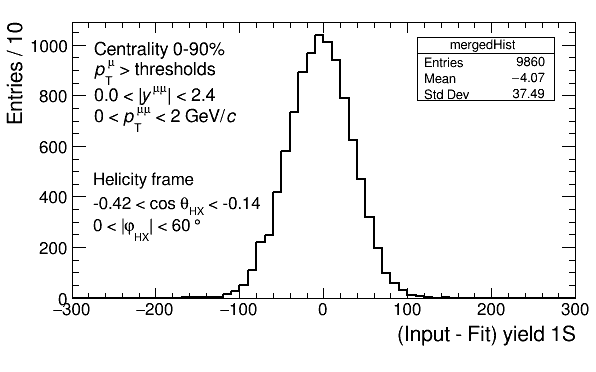 Entries / 10
1000
800
600
400
200
0
Centrality 0-90%
p_T^μ > thresholds
0.0 < |y^μμ| < 2.4
0 < p_T^μμ < 2 GeV/c
Helicity frame
-0.42 < cos θ_HX < -0.14
0 < |φ_HX| < 60 °
mergedHist
Entries 9860
Mean −4.07
Std Dev 37.49
−300 −200 −100 0 100 200 300
(Input - Fit) yield 1S